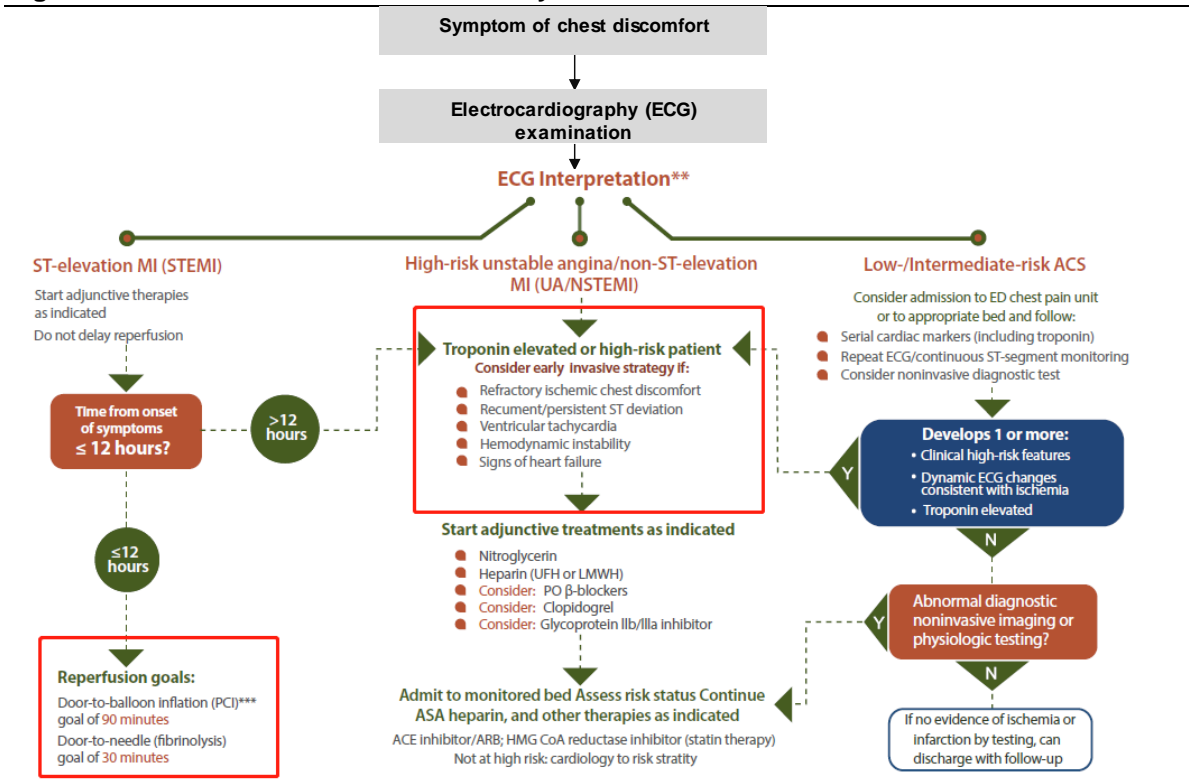 Symptom of chest discomfort
Electrocardiography (ECG)
examination
ECG Interpretation**
ST-elevation MI (STEMI)
Start adjunctive therapies
as indicated
Do not delay reperfusion
Time from onset
of symptoms
≤ 12 hours?
>12
hours
≤12
hours
Reperfusion goals:
Door-to-balloon inflation (PCI)***
goal of 90 minutes
Door-to-needle (fibrinolysis)
goal of 30 minutes
High-risk unstable angina/non-ST-elevation
MI (UA/NSTEMI)
Troponin elevated or high-risk patient
Consider early invasive strategy if:
Refractory ischemic chest discomfort
Recument/persistent ST deviation
Ventricular tachycardia
Hemodynamic instability
Signs of heart failure
Start adjunctive treatments as indicated
Nitroglycerin
Heparin (UFH or LMWH)
Consider: PO β-blockers
Consider: Clopidogrel
Consider: Glycoprotein IIb/IIIa inhibitor
Admit to monitored bed Assess risk status Continue
ASA heparin, and other therapies as indicated
ACE inhibitor/ARB; HMG CoA reductase inhibitor (statin therapy)
Not at high risk: cardiology to risk stratity
Low-/Intermediate-risk ACS
Consider admission to ED chest pain unit
or to appropriate bed and follow:
Serial cardiac markers (including troponin)
Repeat ECG/continuous ST-segment monitoring
Consider noninvasive diagnostic test
Develops 1 or more:
• Clinical high-risk features
• Dynamic ECG changes
consistent with ischemia
• Troponin elevated
Y
N
Abnormal diagnostic
noninvasive imaging or
physiologic testing?
Y
N
If no evidence of ischemia or
infarction by testing, can
discharge with follow-up